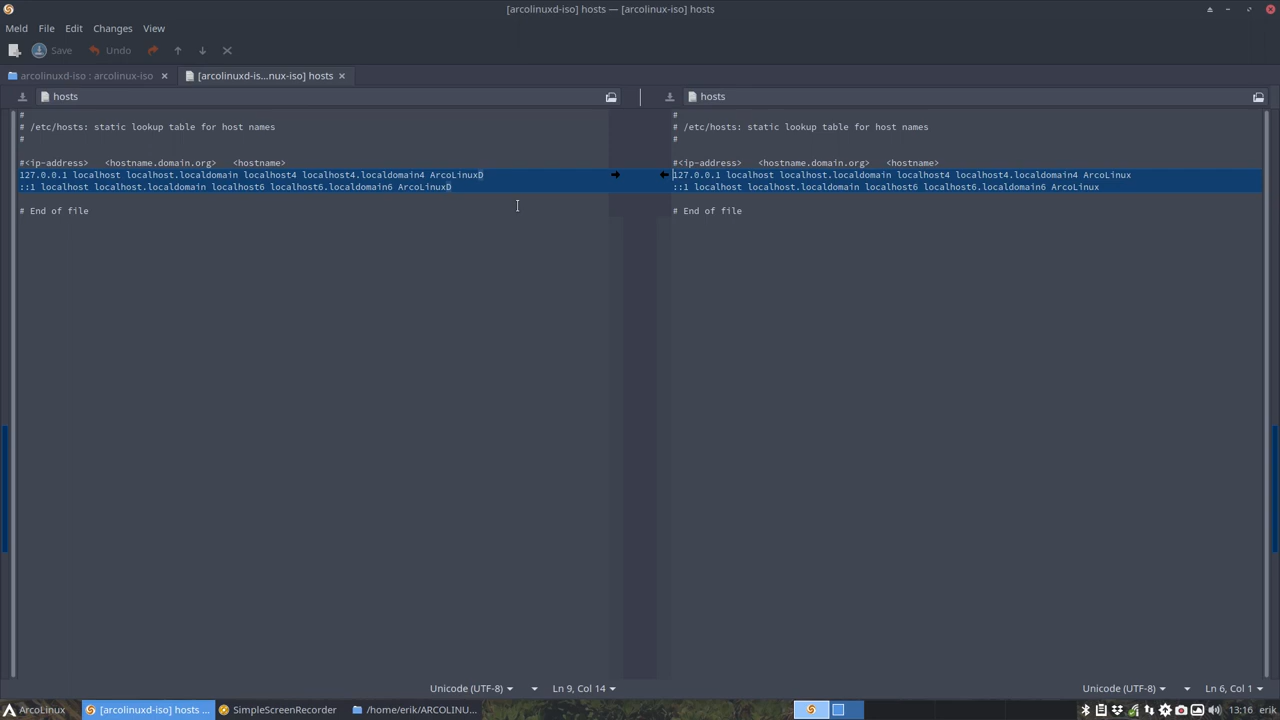 [arcolinuxd-iso] hosts — [arcolinux-iso] hosts
Meld File Edit Changes View
Save Undo
arcolinuxd-iso : arcolinux-iso [arcolinuxd-is...nux-iso] hosts
hosts
#
# /etc/hosts: static lookup table for host names
#
#<ip-address> <hostname.domain.org> <hostname>
127.0.0.1 localhost localhost.localdomain localhost4 localhost4.localdomain4 ArcoLinuxD
::1 localhost localhost.localdomain localhost6 localhost6.localdomain6 ArcoLinuxD
# End of file
hosts
#
# /etc/hosts: static lookup table for host names
#
#<ip-address> <hostname.domain.org> <hostname>
127.0.0.1 localhost localhost.localdomain localhost4 localhost4.localdomain4 ArcoLinux
::1 localhost localhost.localdomain localhost6 localhost6.localdomain6 ArcoLinux
# End of file
Unicode (UTF-8) Ln 9, Col 14 Unicode (UTF-8) Ln 6, Col 1
ArcoLinux [arcolinuxd-iso] hosts ... SimpleScreenRecorder /home/erik/ARCOLINU... 13:16 erik